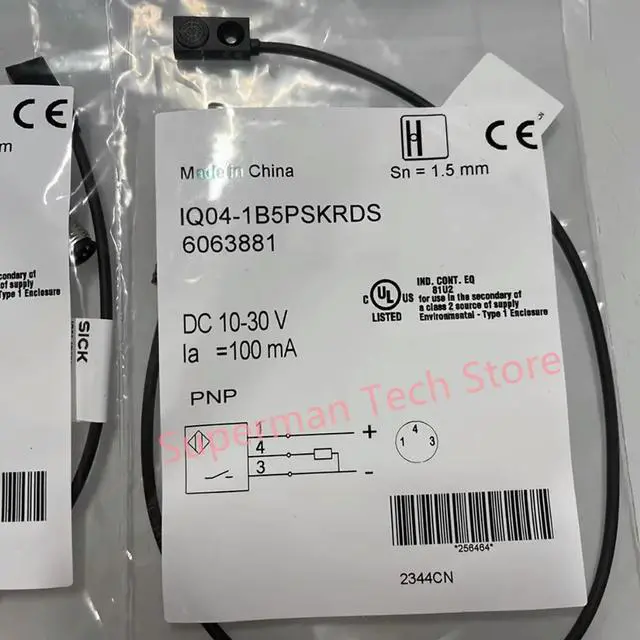 CE
m
econdary of
of supply
Type 1 Enclosure
SICK
CE
Sn = 1.5 mm
Made in China
IQ04-1B5PSKRDS
6063881
IND. CONT. EQ
81U2
C UL US
LISTED
for use in the secondary of
a class 2 source of supply
Environmental - Type 1 Enclosure
DC 10-30 V
Ia =100 mA
PNP
1 +
4
3 -
4
1 3
*256464*
2344CN
Superman Tech Store